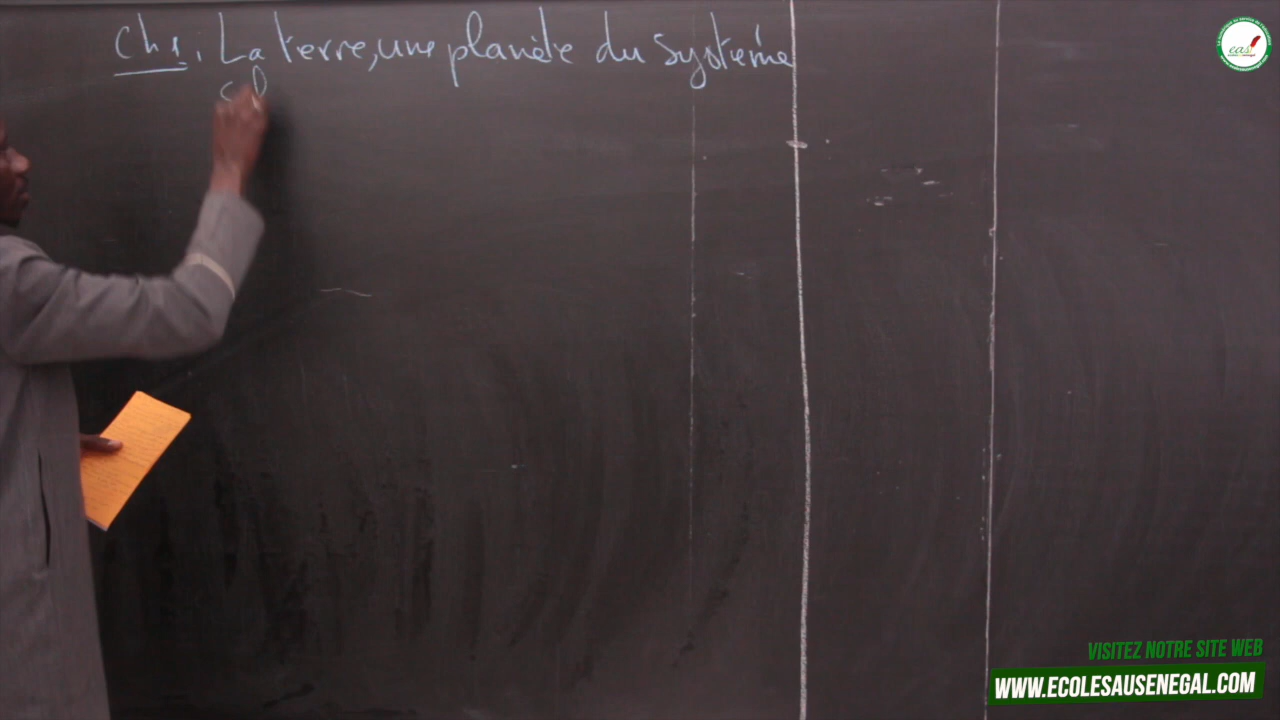 Ch1: La terre, une planète du système
VISITEZ NOTRE SITE WEB
WWW.ECOLESAUSENEGAL.COM